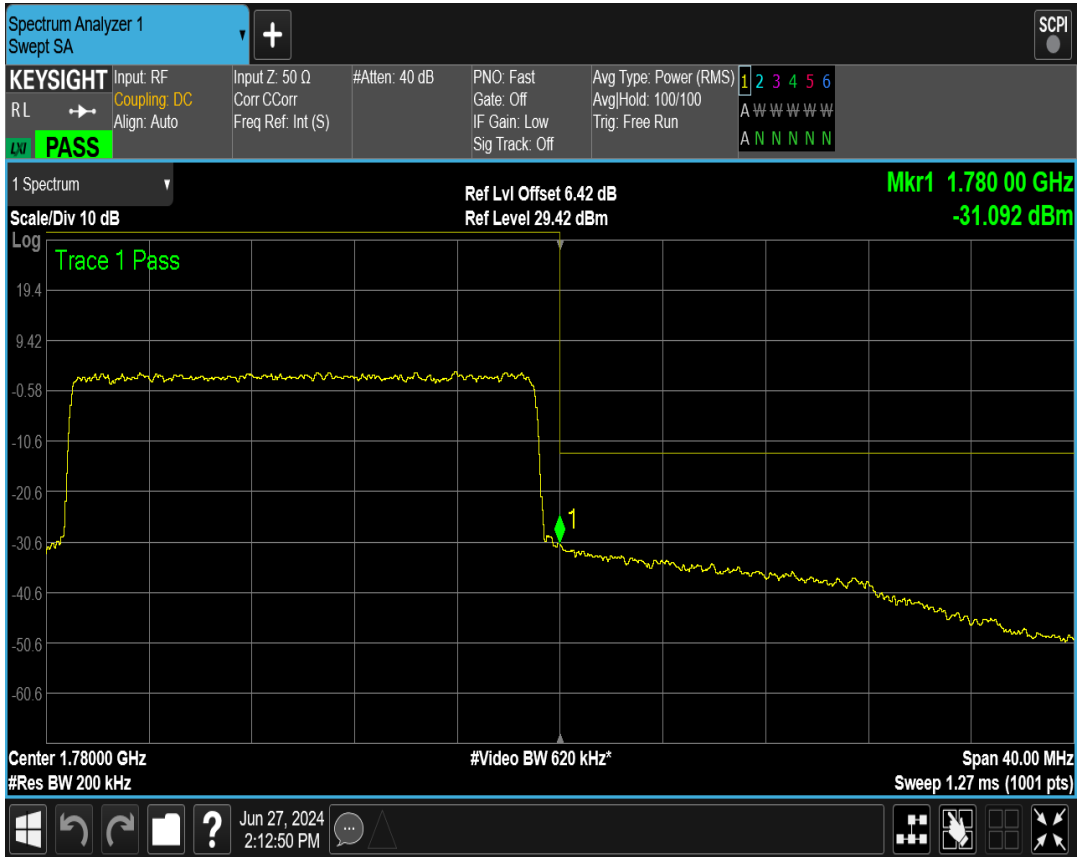 Spectrum Analyzer 1
Swept SA
+
SCPI
KEYSIGHT
RL
LXI PASS
Input: RF
Coupling: DC
Align: Auto
Input Z: 50 Ω
Corr CCorr
Freq Ref: Int (S)
#Atten: 40 dB
PNO: Fast
Gate: Off
IF Gain: Low
Sig Track: Off
Avg Type: Power (RMS)
Avg|Hold: 100/100
Trig: Free Run
1 2 3 4 5 6
A W W W W W
A N N N N N
1 Spectrum
Scale/Div 10 dB
Ref Lvl Offset 6.42 dB
Ref Level 29.42 dBm
Mkr1 1.780 00 GHz
-31.092 dBm
Log
Trace 1 Pass
19.4
9.42
-0.58
-10.6
-20.6
-30.6
-40.6
-50.6
-60.6
1
Center 1.78000 GHz
#Res BW 200 kHz
#Video BW 620 kHz*
Span 40.00 MHz
Sweep 1.27 ms (1001 pts)
?
Jun 27, 2024
2:12:50 PM